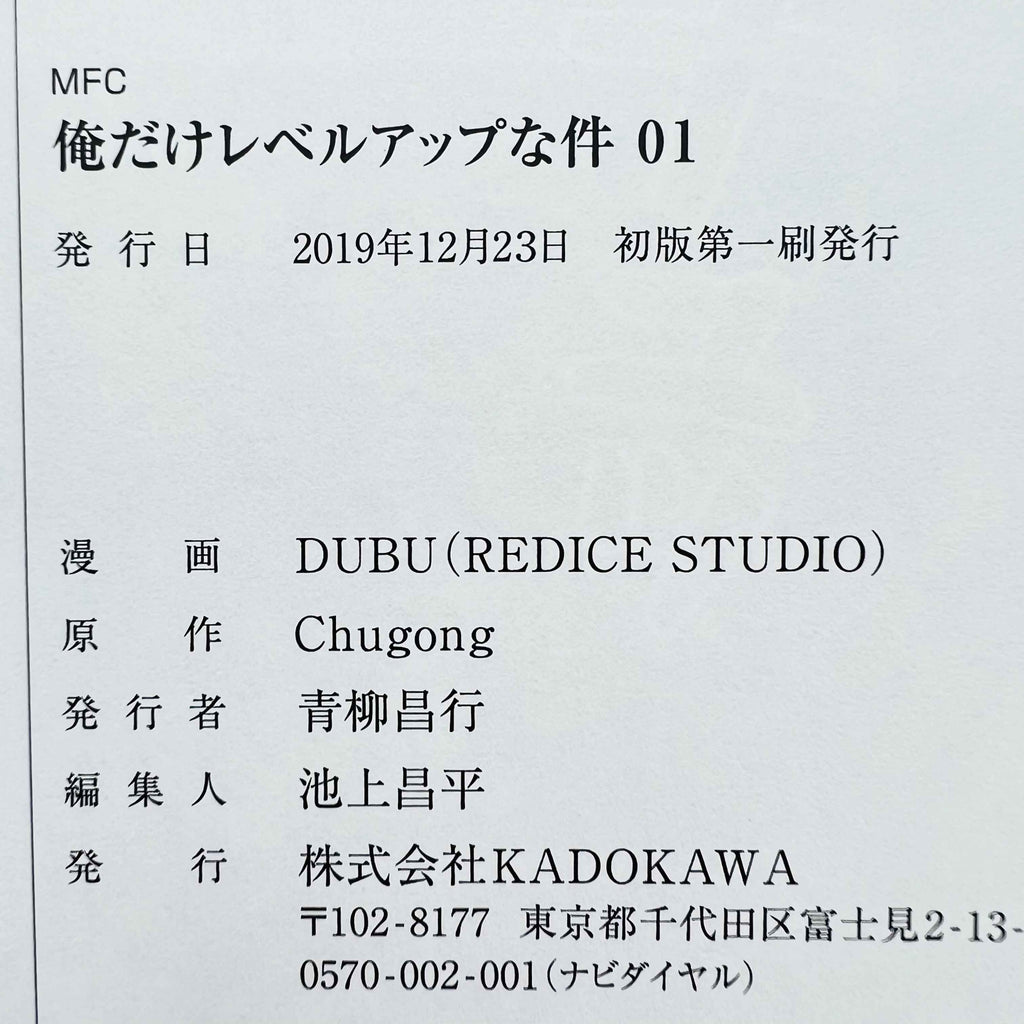 MFC
俺だけレベルアップな件 01
発行日 2019年12月23日 初版第一刷発行
漫画 DUBU(REDICE STUDIO)
原作 Chugong
発行者 青柳昌行
編集人 池上昌平
発行 株式会社KADOKAWA
〒102-8177 東京都千代田区富士見2-13-
0570-002-001(ナビダイヤル)